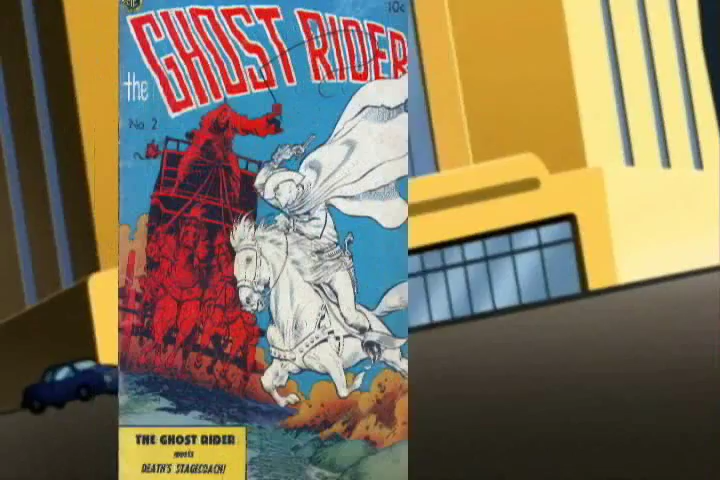 10¢
the GHOST RIDER
No. 2
THE GHOST RIDER
meets
DEATH'S STAGECOACH!